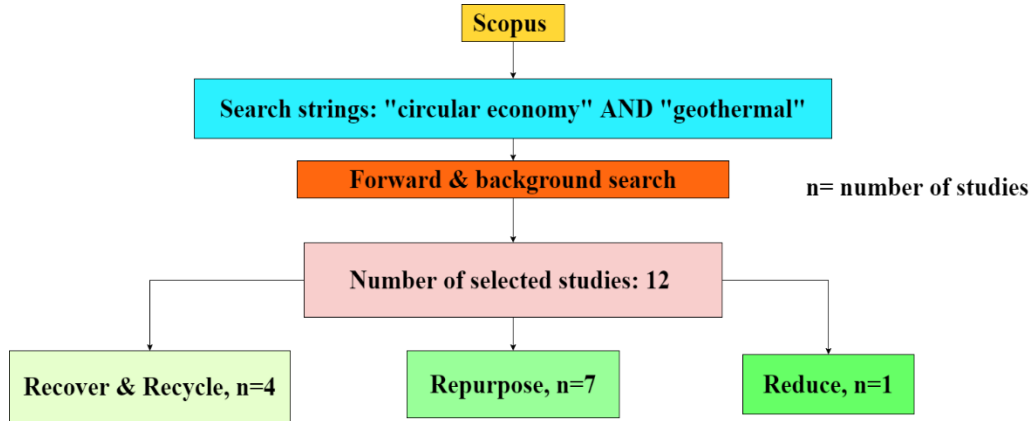 Scopus
Search strings: "circular economy" AND "geothermal"
Forward & background search
n= number of studies
Number of selected studies: 12
Recover & Recycle, n=4
Repurpose, n=7
Reduce, n=1